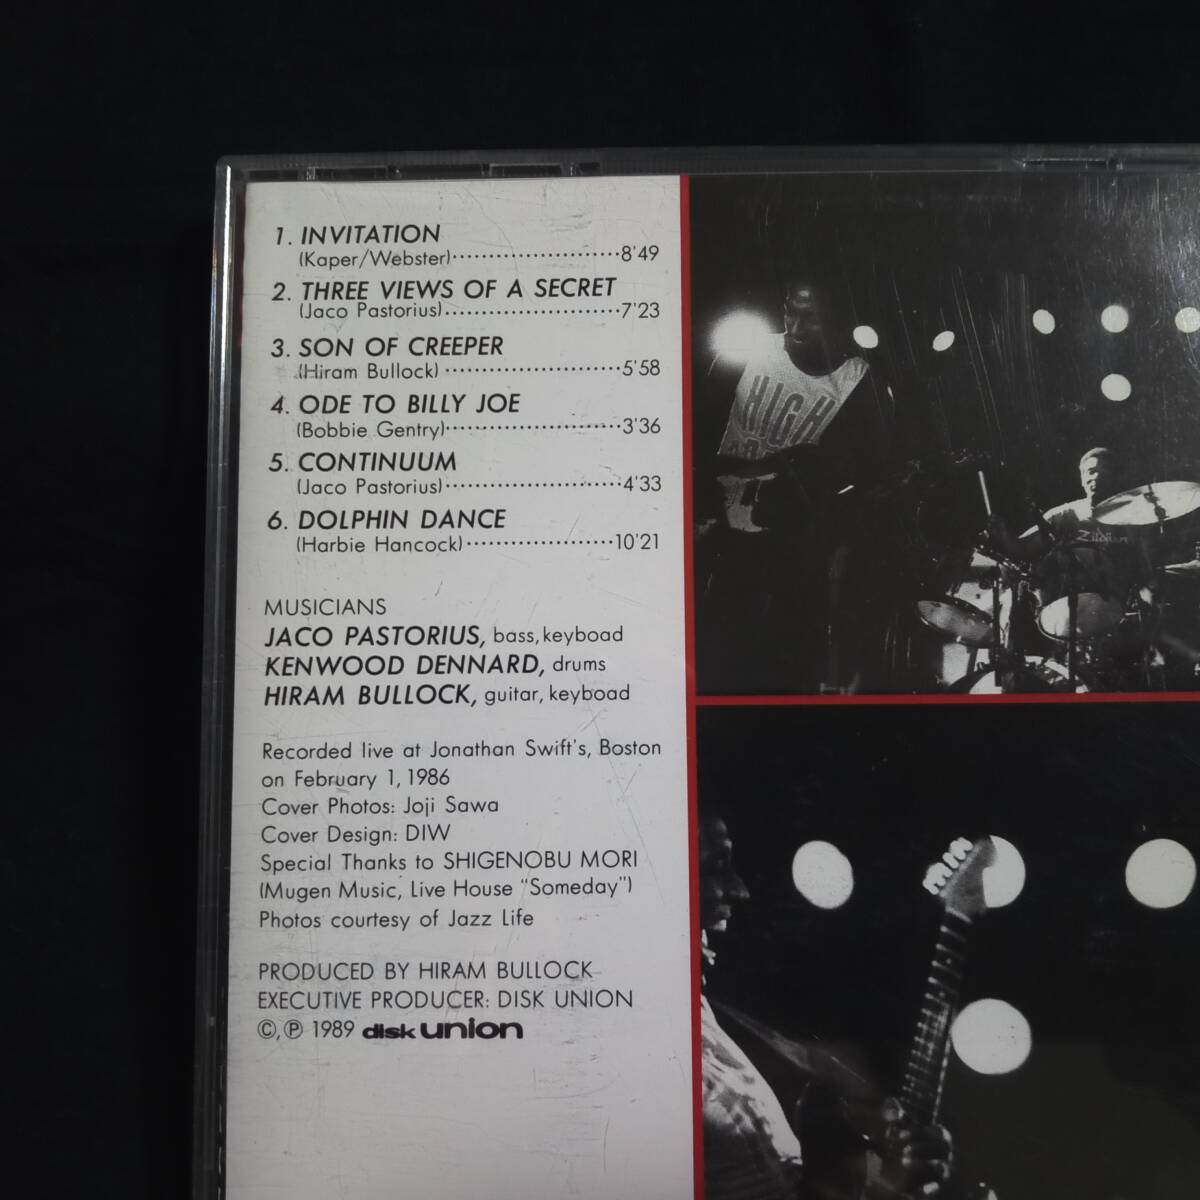 1. INVITATION
(Kaper/Webster)······················8'49
2. THREE VIEWS OF A SECRET
(Jaco Pastorius)·······················7'23
3. SON OF CREEPER
(Hiram Bullock)·······················5'58
4. ODE TO BILLY JOE
(Bobbie Gentry)·······················3'36
5. CONTINUUM
(Jaco Pastorius)·······················4'33
6. DOLPHIN DANCE
(Harbie Hancock)···················10'21
MUSICIANS
JACO PASTORIUS, bass, keyboad
KENWOOD DENNARD, drums
HIRAM BULLOCK, guitar, keyboad
Recorded live at Jonathan Swift's, Boston
on February 1, 1986
Cover Photos: Joji Sawa
Cover Design: DIW
Special Thanks to SHIGENOBU MORI
(Mugen Music, Live House "Someday")
Photos courtesy of Jazz Life
PRODUCED BY HIRAM BULLOCK
EXECUTIVE PRODUCER: DISK UNION
©,℗ 1989 disk union
HIGH
Zildjian